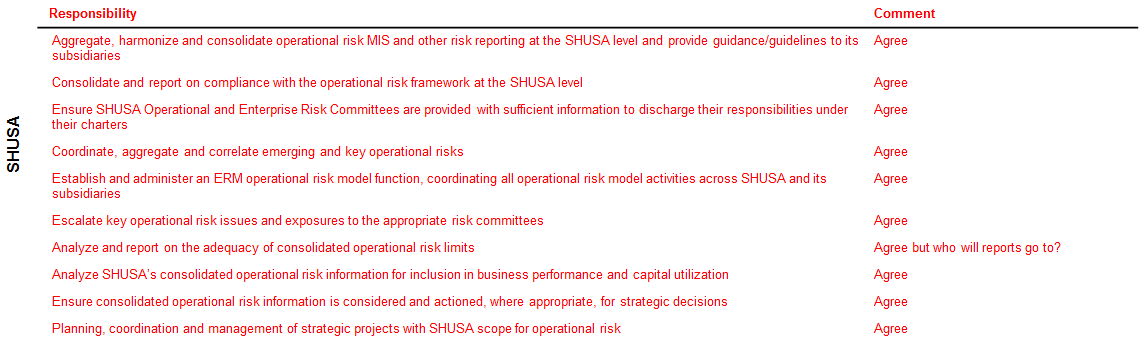 Responsibility Comment
Aggregate, harmonize and consolidate operational risk MIS and other risk reporting at the SHUSA level and provide guidance/guidelines to its Agree
subsidiaries
Consolidate and report on compliance with the operational risk framework at the SHUSA level Agree
Ensure SHUSA Operational and Enterprise Risk Committees are provided with sufficient information to discharge their responsibilities under Agree
their charters
SHUSA
Coordinate, aggregate and correlate emerging and key operational risks Agree
Establish and administer an ERM operational risk model function, coordinating all operational risk model activities across SHUSA and its Agree
subsidiaries
Escalate key operational risk issues and exposures to the appropriate risk committees Agree
Analyze and report on the adequacy of consolidated operational risk limits Agree but who will reports go to?
Analyze SHUSA's consolidated operational risk information for inclusion in business performance and capital utilization Agree
Ensure consolidated operational risk information is considered and actioned, where appropriate, for strategic decisions Agree
Planning, coordination and management of strategic projects with SHUSA scope for operational risk Agree